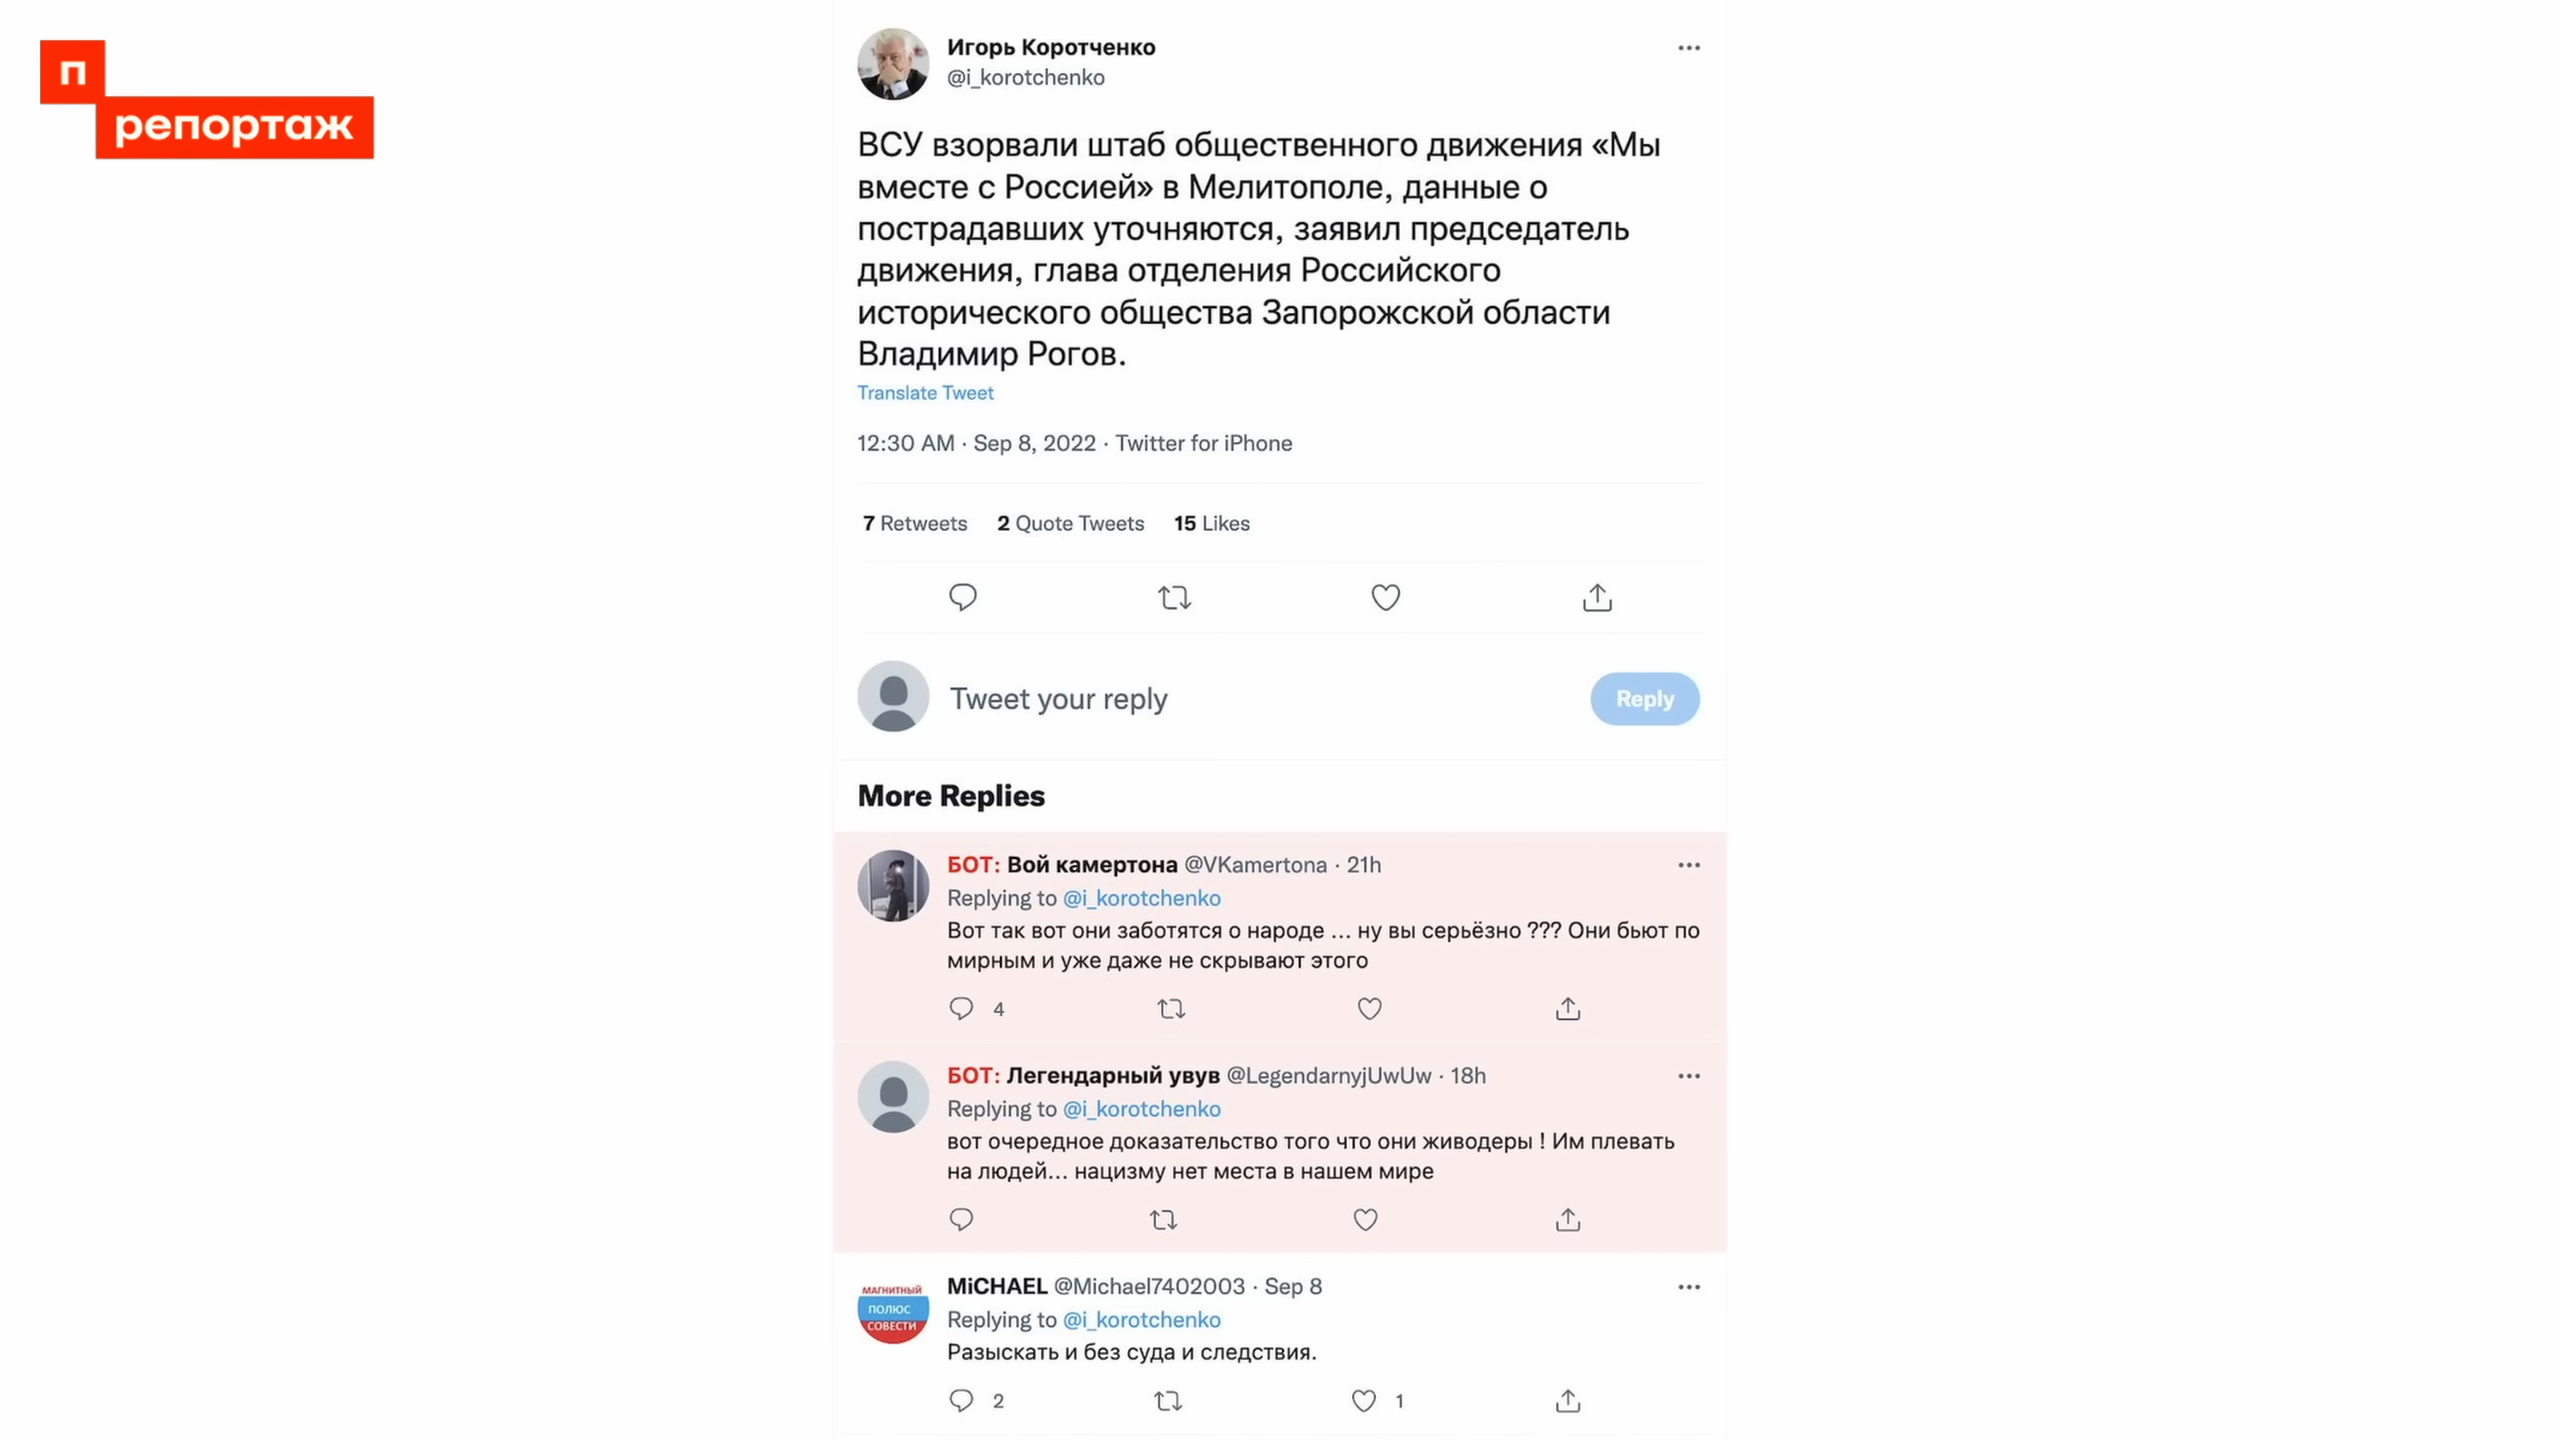 п
репортаж
Игорь Коротченко
@i_korotchenko
ВСУ взорвали штаб общественного движения «Мы
вместе с Россией» в Мелитополе, данные о
пострадавших уточняются, заявил председатель
движения, глава отделения Российского
исторического общества Запорожской области
Владимир Рогов.
Translate Tweet
12:30 AM · Sep 8, 2022 · Twitter for iPhone
7 Retweets 2 Quote Tweets 15 Likes
Tweet your reply
Reply
More Replies
БОТ: Вой камертона @VKamertona · 21h
Replying to @i_korotchenko
Вот так вот они заботятся о народе ... ну вы серьёзно ??? Они бьют по
мирным и уже даже не скрывают этого
4
БОТ: Легендарный увув @LegendarnyjUwUw · 18h
Replying to @i_korotchenko
вот очередное доказательство того что они живодеры ! Им плевать
на людей... нацизму нет места в нашем мире
МАГНИТНЫЙ
ПОЛЮС
СОВЕСТИ
MiCHAEL @Michael7402003 · Sep 8
Replying to @i_korotchenko
Разыскать и без суда и следствия.
2 1